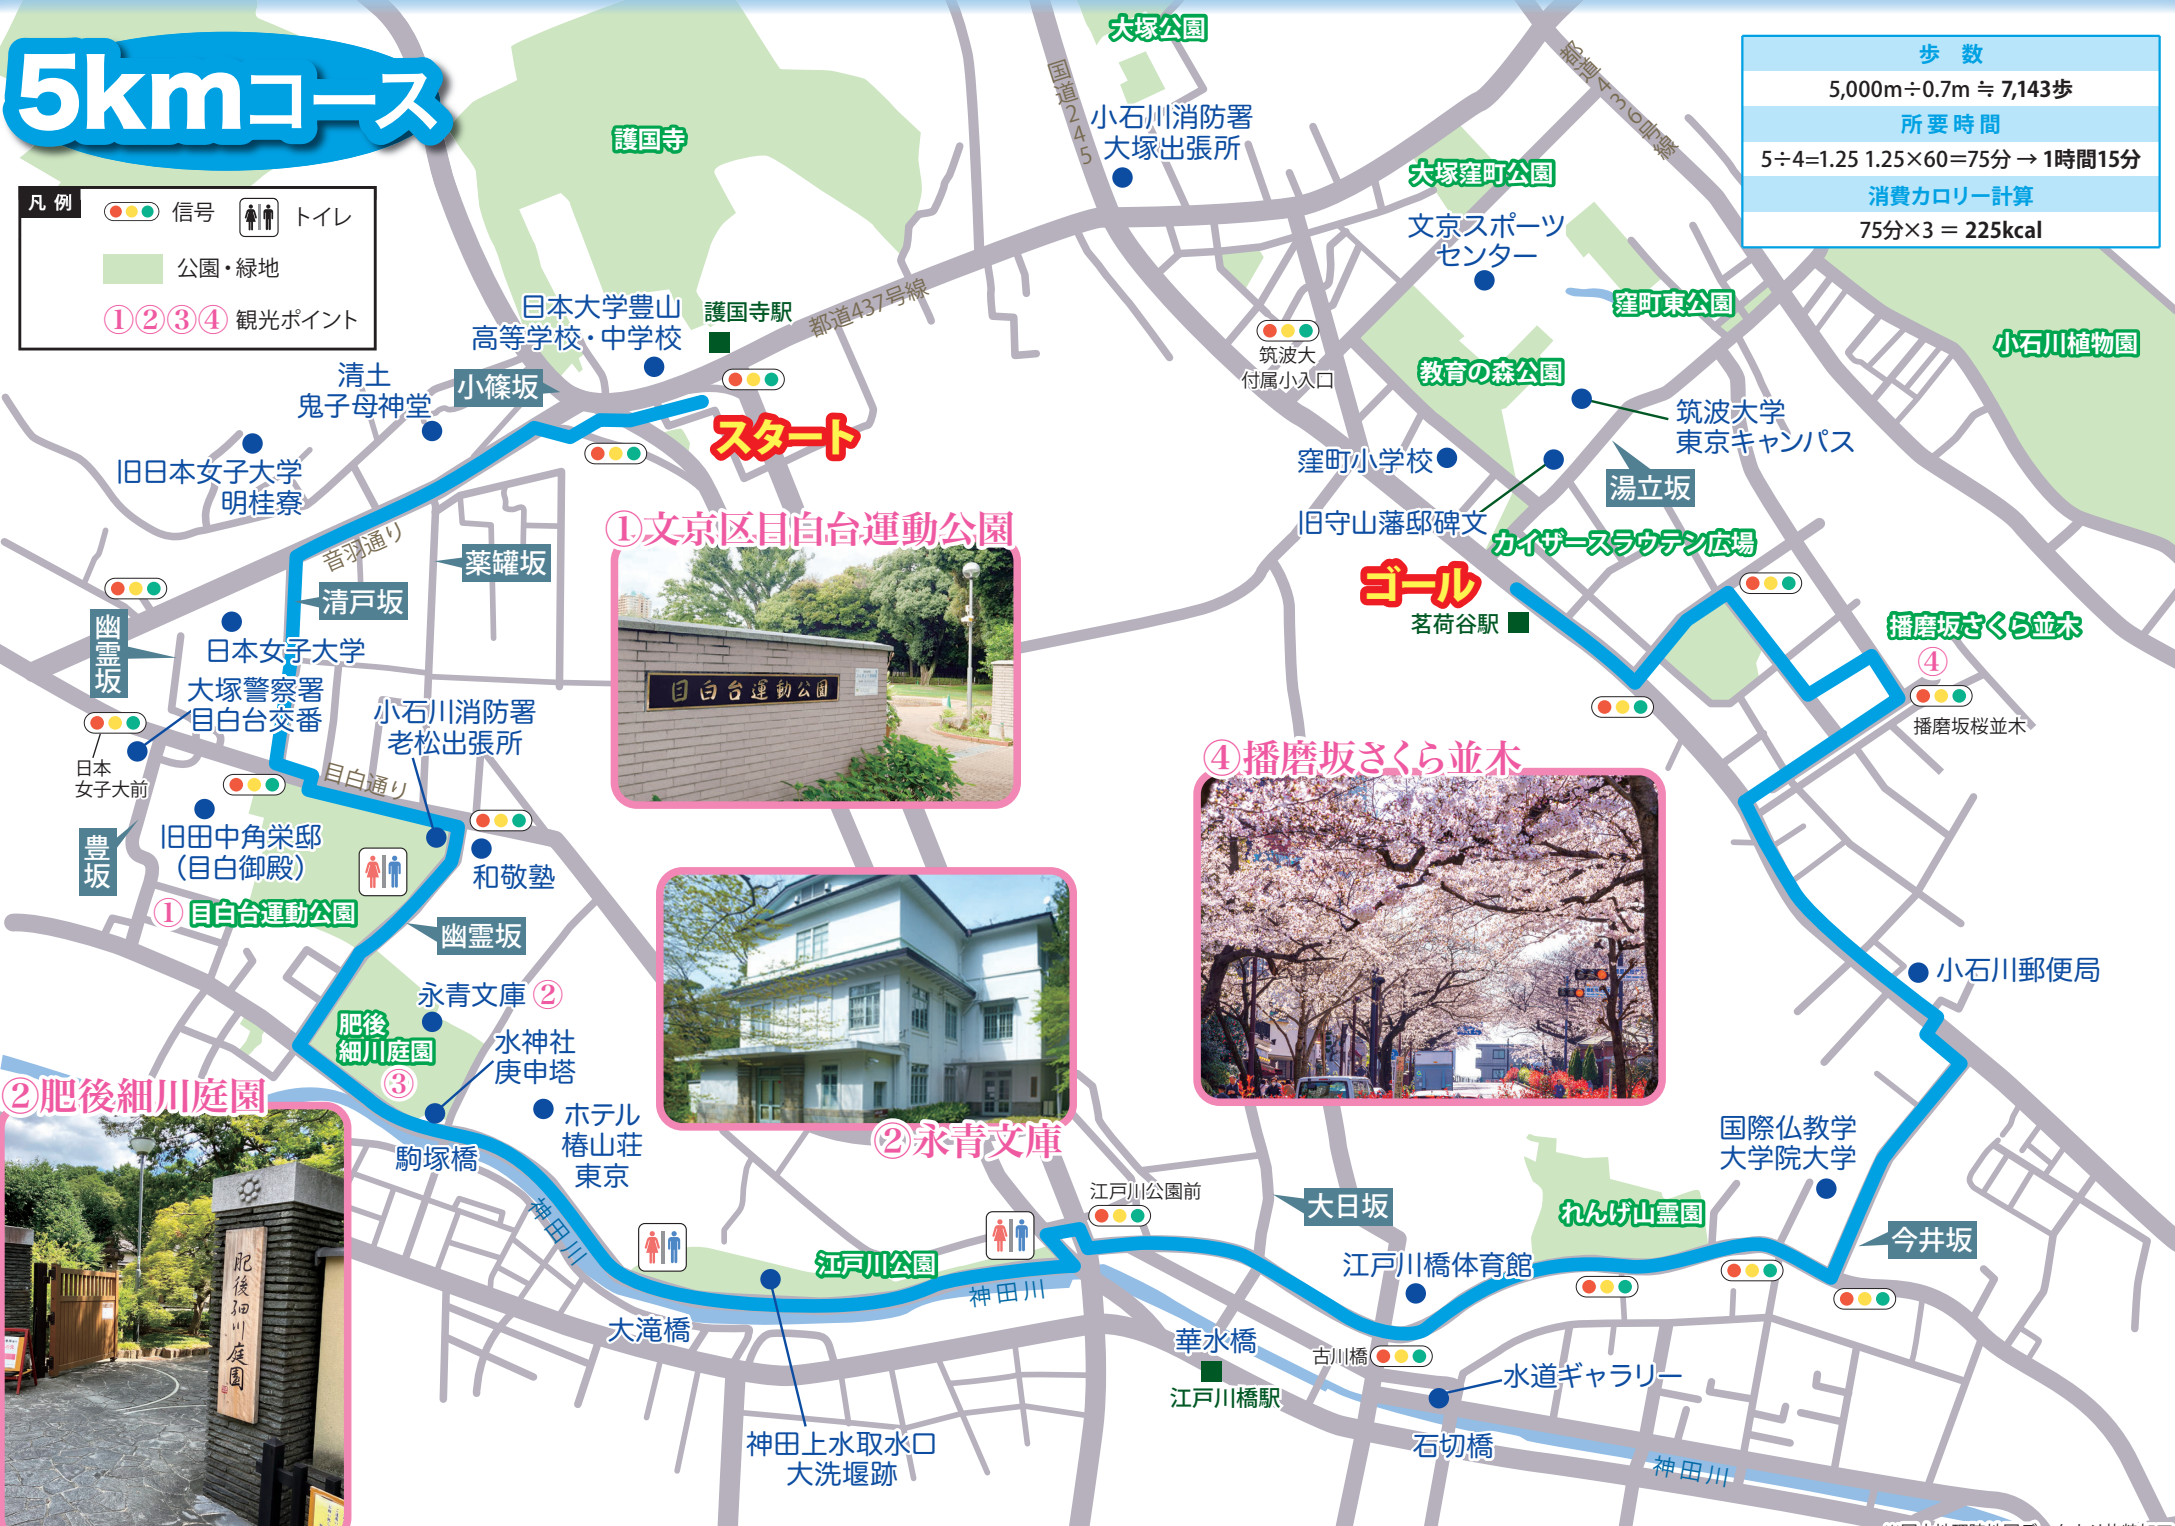 5kmコース
凡例
信号
トイレ
公園・緑地
①②③④ 観光ポイント
歩 数
5,000m÷0.7m ≒ 7,143歩
所要時間
5÷4=1.25 1.25×60=75分 → 1時間15分
消費カロリー計算
75分×3 = 225kcal
大塚公園
国道245
都道436号線
小石川消防署
大塚出張所
護国寺
大塚窪町公園
文京スポーツ
センター
窪町東公園
小石川植物園
日本大学豊山
高等学校・中学校
護国寺駅
都道437号線
筑波大
付属小入口
教育の森公園
清土
鬼子母神堂
小篠坂
スタート
筑波大学
東京キャンパス
旧日本女子大学
明桂寮
窪町小学校
湯立坂
旧守山藩邸碑文
カイザースラウテン広場
音羽通り
薬罐坂
①文京区目白台運動公園
目白台運動公園
清戸坂
ゴール
茗荷谷駅
幽霊坂
日本女子大学
播磨坂さくら並木
④
播磨坂桜並木
大塚警察署
目白台交番
小石川消防署
老松出張所
日本
女子大前
目白通り
④播磨坂さくら並木
豊坂
旧田中角栄邸
（目白御殿）
和敬塾
① 目白台運動公園
幽霊坂
永青文庫 ②
小石川郵便局
肥後
細川庭園
③
水神社
庚申塔
②肥後細川庭園
肥後細川庭園
ホテル
椿山荘
東京
②永青文庫
駒塚橋
国際仏教学
大学院大学
神田川
江戸川公園前
大日坂
れんげ山霊園
今井坂
江戸川公園
江戸川橋体育館
神田川
大滝橋
華水橋
古川橋
江戸川橋駅
水道ギャラリー
神田上水取水口
大洗堰跡
石切橋
神田川